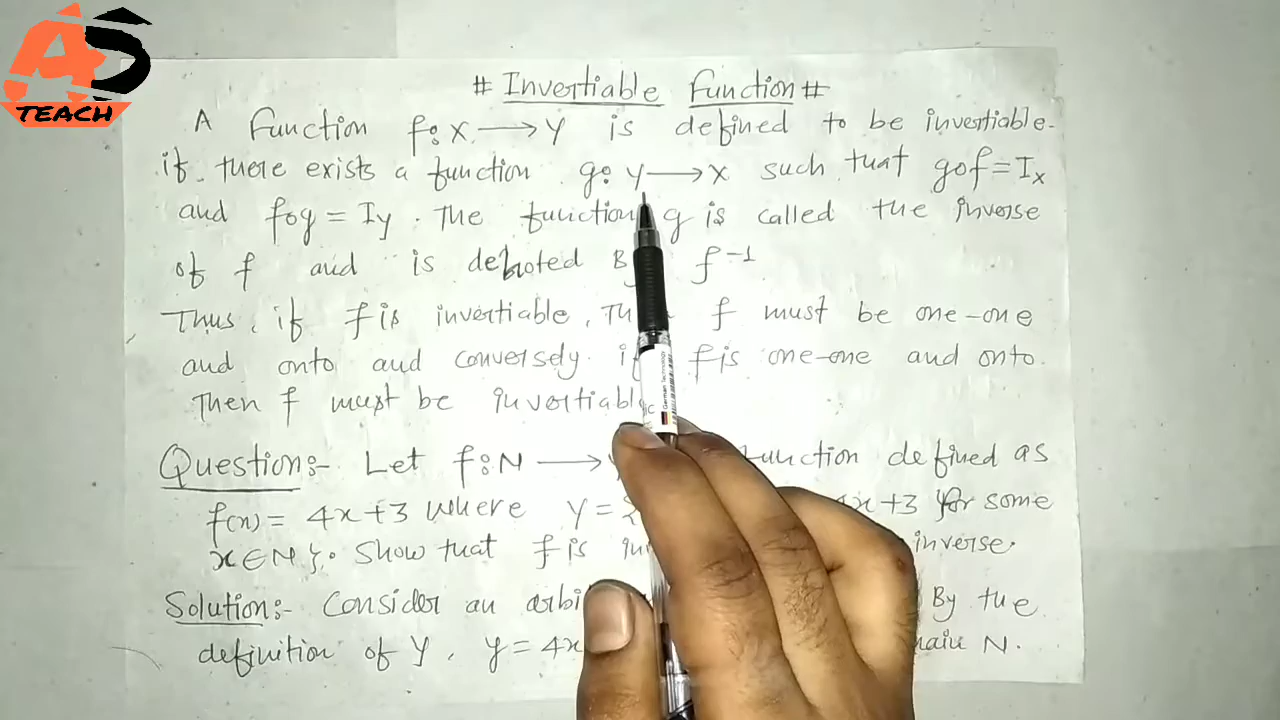 AS
TEACH
# Invertiable Function #
A Function f: X → Y is defined to be invertiable.
if there exists a function g: Y → X such that gof = Ix
and fog = Iy. The function g is called the inverse
of f and is denoted f⁻¹
Thus, if f is invertiable, f must be one-one
and onto and conversely if f is one-one and onto.
Then f must be invertiabl
Question:- Let f: N → function defined as
f(x) = 4x+3 where Y = 4x+3 for some
x ∈ N}. Show that f is inverse.
Solution:- Consider an By the
definition of Y, y = 4x N.
German Technology